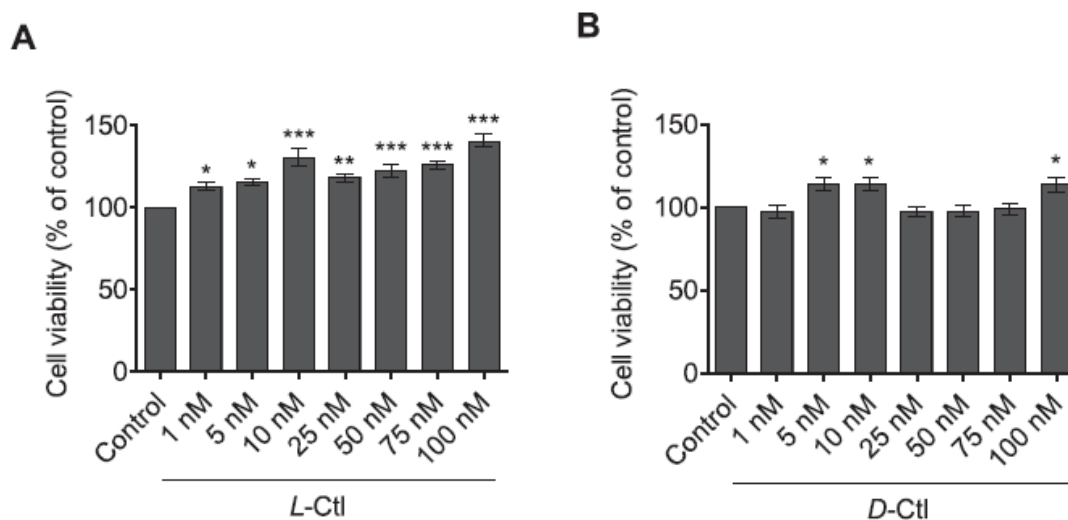 A
Cell viability (% of control)
150
100
50
0
*
*
***
**
***
***
***
Control
1 nM
5 nM
10 nM
25 nM
50 nM
75 nM
100 nM
L-Ctl
B
Cell viability (% of control)
150
100
50
0
*
*
*
Control
1 nM
5 nM
10 nM
25 nM
50 nM
75 nM
100 nM
D-Ctl